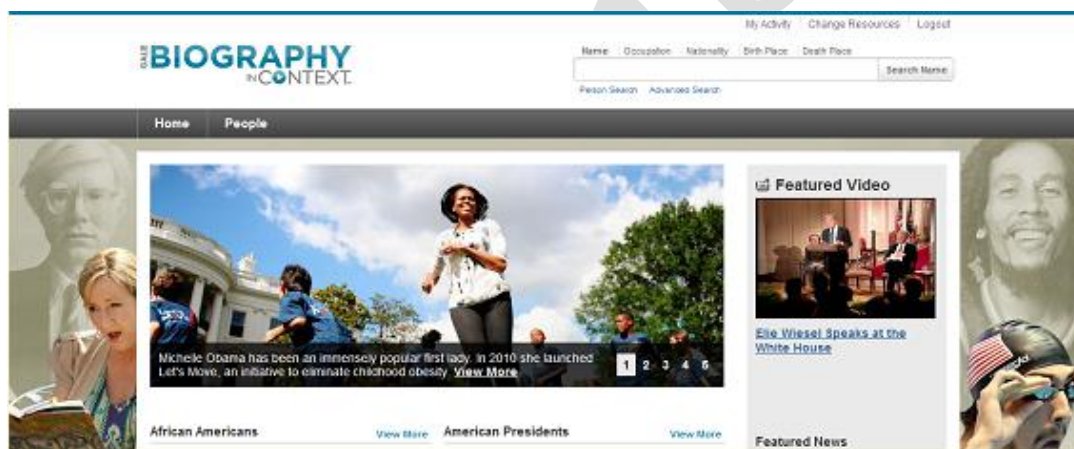 My Activity Change Resources Logout
GALE
BIOGRAPHY
IN CONTEXT.
Name Occupation Nationality Birth Place Death Place
Search Name
Person Search Advanced Search
Home People
Featured Video
Michelle Obama has been an immensely popular first lady. In 2010 she launched
Let's Move, an initiative to eliminate childhood obesity. View More
1 2 3 4 5
Elie Wiesel Speaks at the
White House
African Americans View More American Presidents View More
Featured News